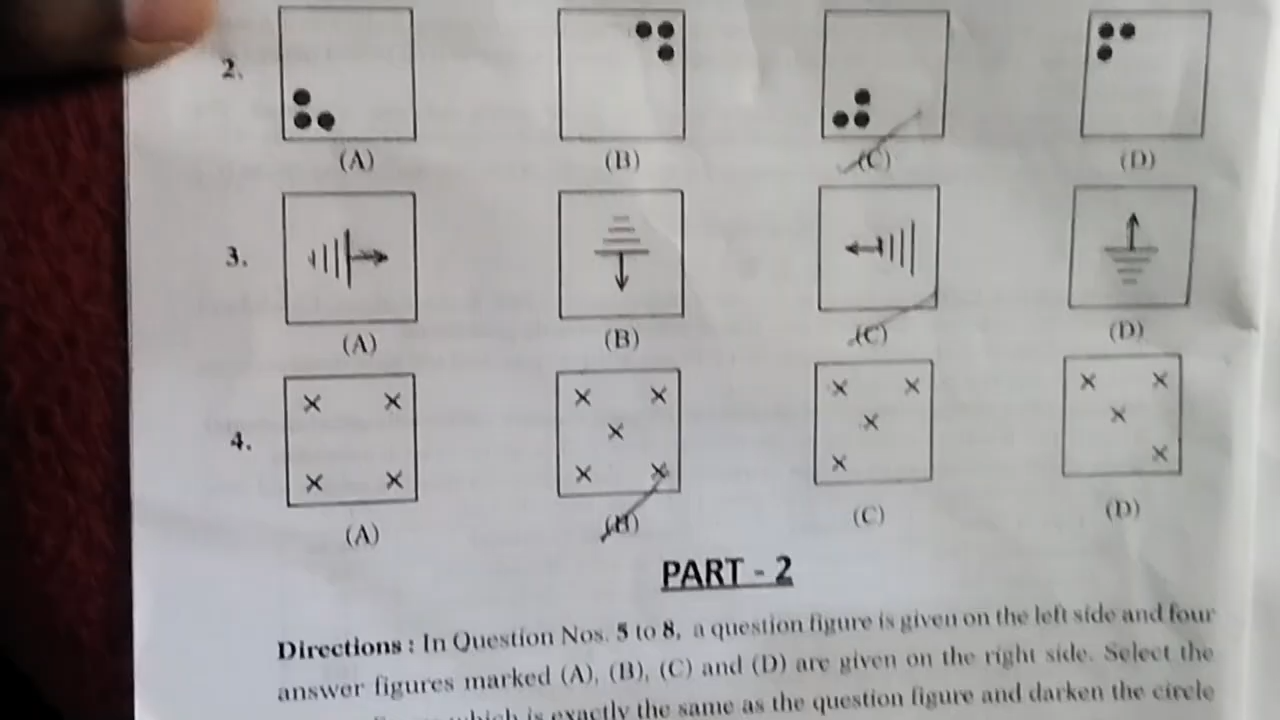 2.
(A) (B) (C) (D)
3.
(A) (B) (C) (D)
4.
(A) (B) (C) (D)
PART - 2
Directions : In Question Nos. 5 to 8, a question figure is given on the left side and four
answer figures marked (A), (B), (C) and (D) are given on the right side. Select the
which is exactly the same as the question figure and darken the circle